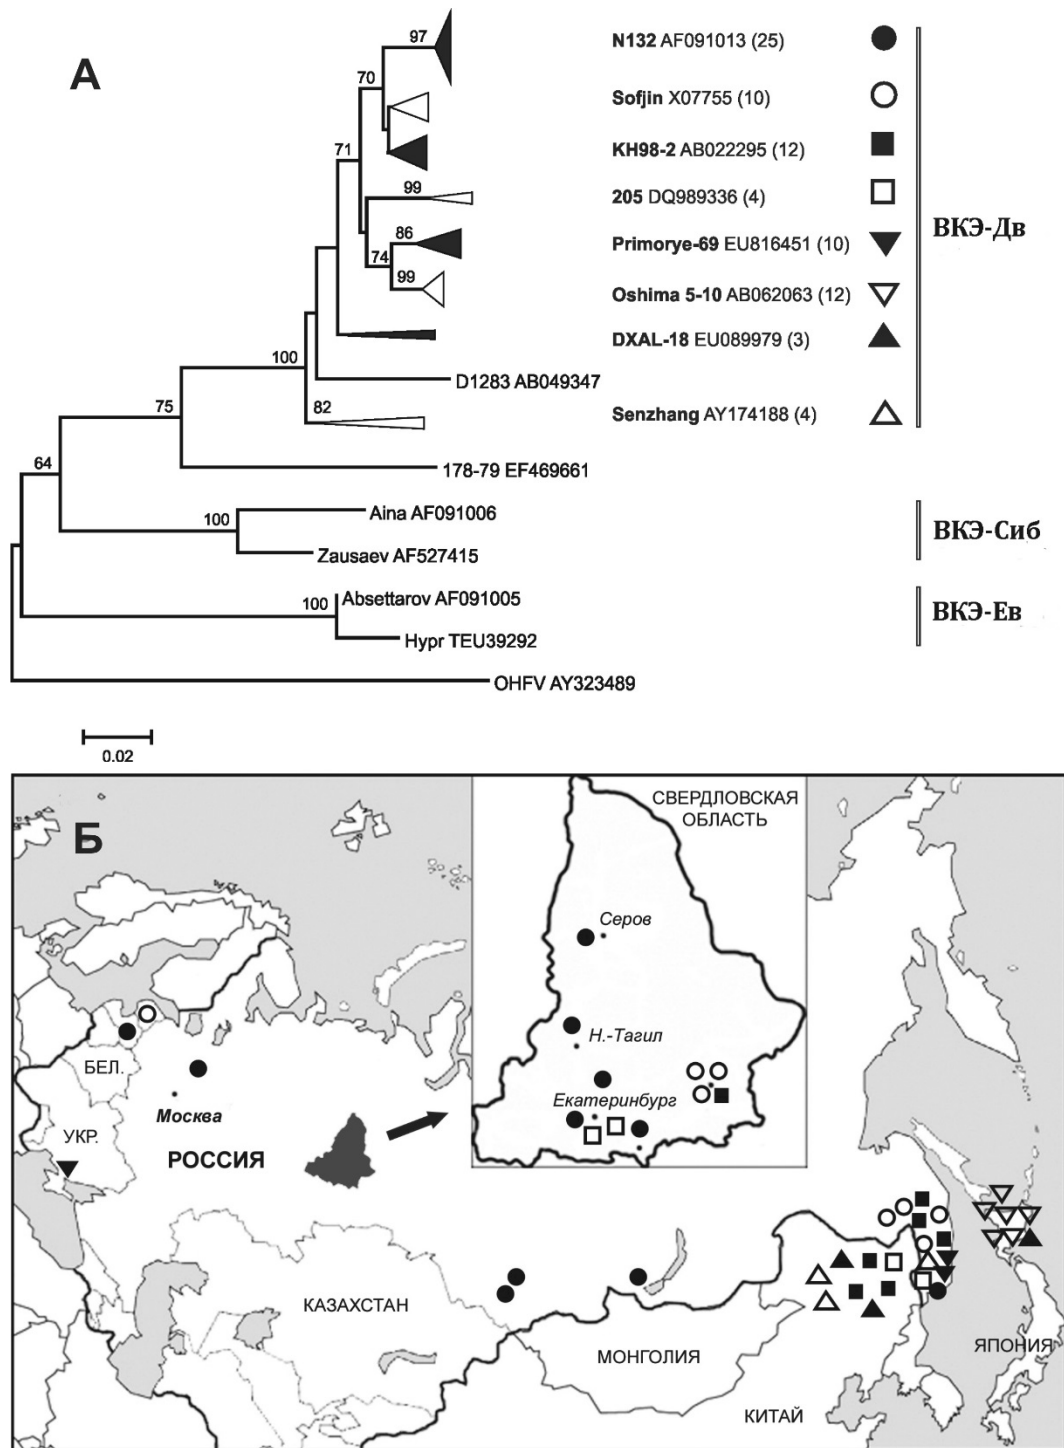 А
97
70
71
99
86
74
99
100
82
75
64
100
100
N132 AF091013 (25)
Sofjin X07755 (10)
KH98-2 AB022295 (12)
205 DQ989336 (4)
Primorye-69 EU816451 (10)
Oshima 5-10 AB062063 (12)
DXAL-18 EU089979 (3)
D1283 AB049347
Senzhang AY174188 (4)
178-79 EF469661
Aina AF091006
Zausaev AF527415
Absettarov AF091005
Hypr TEU39292
OHFV AY323489
ВКЭ-Дв
ВКЭ-Сиб
ВКЭ-Ев
0.02
Б
СВЕРДЛОВСКАЯ
ОБЛАСТЬ
Серов
Н.-Тагил
Екатеринбург
БЕЛ.
Москва
УКР.
РОССИЯ
КАЗАХСТАН
МОНГОЛИЯ
КИТАЙ
ЯПОНИЯ